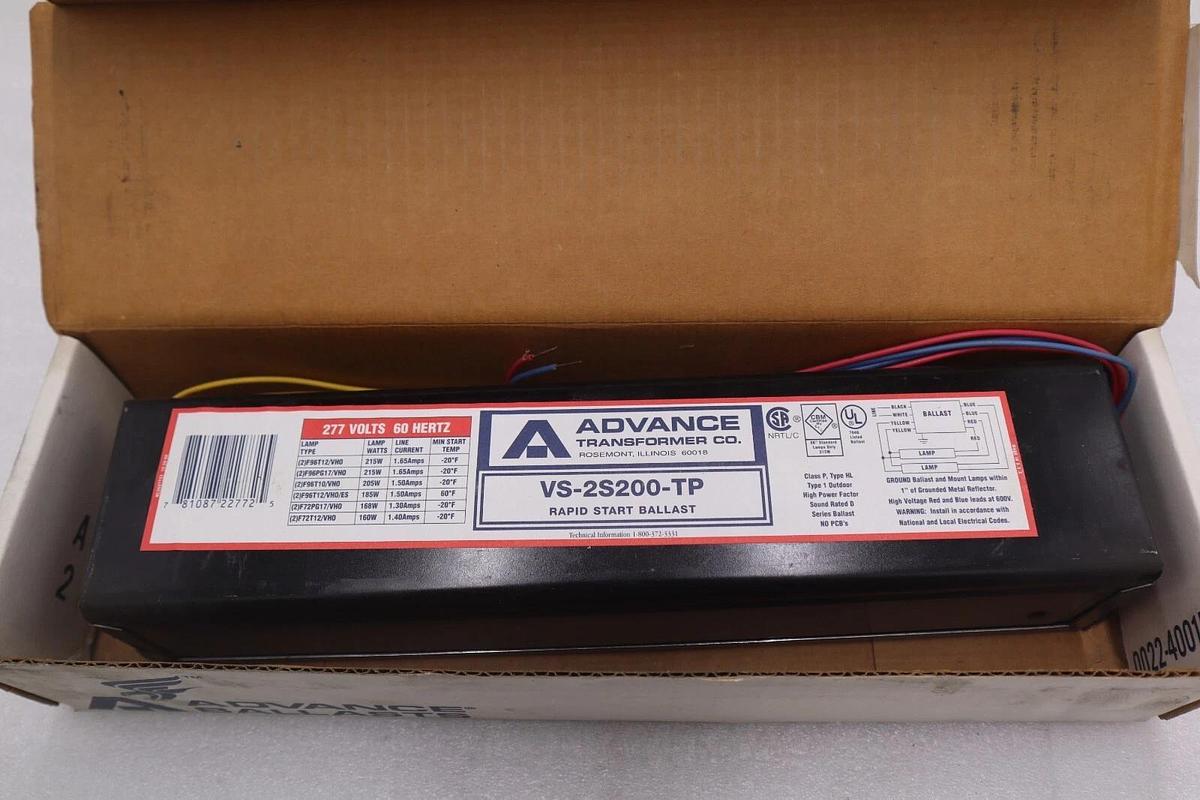 277 VOLTS 60 HERTZ
LAMP TYPE LAMP WATTS LINE CURRENT MIN START TEMP
(2)F96T12/VHO 215W 1.65Amps -20°F
(2)F96PG17/VHO 215W 1.65Amps -20°F
(2)F96T10/VHO 205W 1.50Amps -20°F
(2)F96T12/VHO/ES 185W 1.50Amps 60°F
(2)F72PG17/VHO 168W 1.30Amps -20°F
(2)F72T12/VHO 160W 1.40Amps -20°F
7 81087 22772 5
ADVANCE
TRANSFORMER CO.
ROSEMONT, ILLINOIS 60018
VS-2S200-TP
RAPID START BALLAST
Technical Information 1-800-372-3331
SA
NRTL/C
CBM
UL
Listed
Ballast
Class P, Type HL
Type 1 Outdoor
High Power Factor
Sound Rated D
Series Ballast
NO PCB's
LINE
BLACK
WHITE
YELLOW
YELLOW
BALLAST
BLUE
BLUE
RED
RED
LAMP
LAMP
GROUND Ballast and Mount Lamps within
1" of Grounded Metal Reflector.
High Voltage Red and Blue leads at 600V.
WARNING: Install in accordance with
National and Local Electrical Codes.
A
2
0022-4001
ADVANCE
BALLASTS